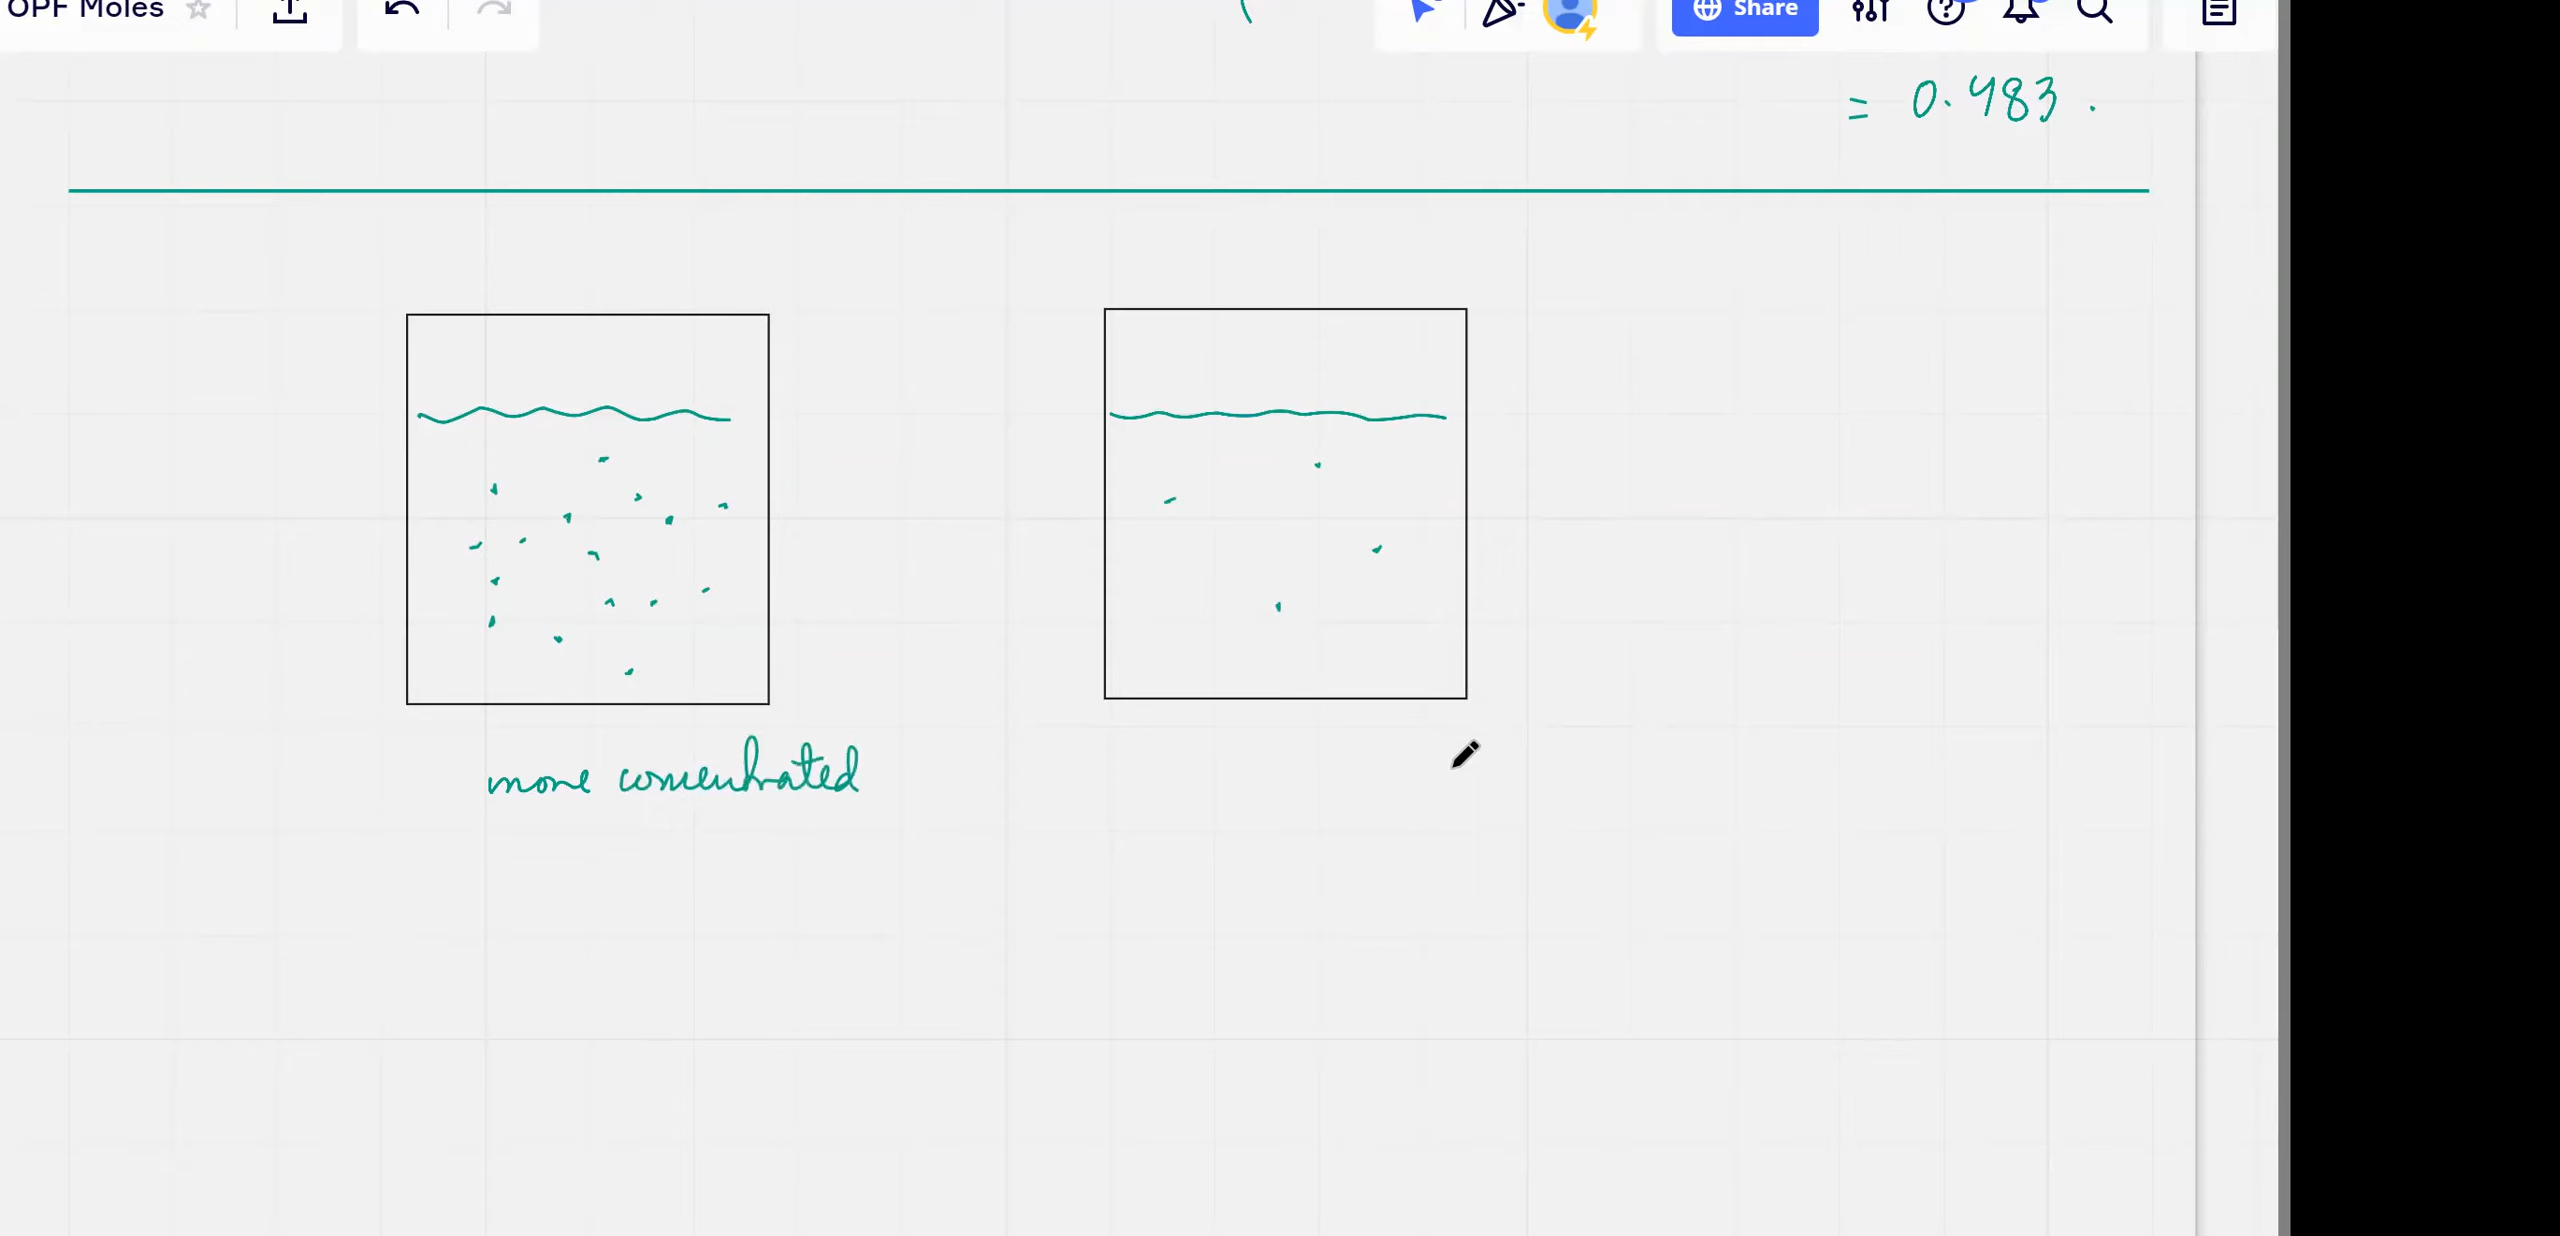 OPF Moles
Share
= 0.483.
more concentrated